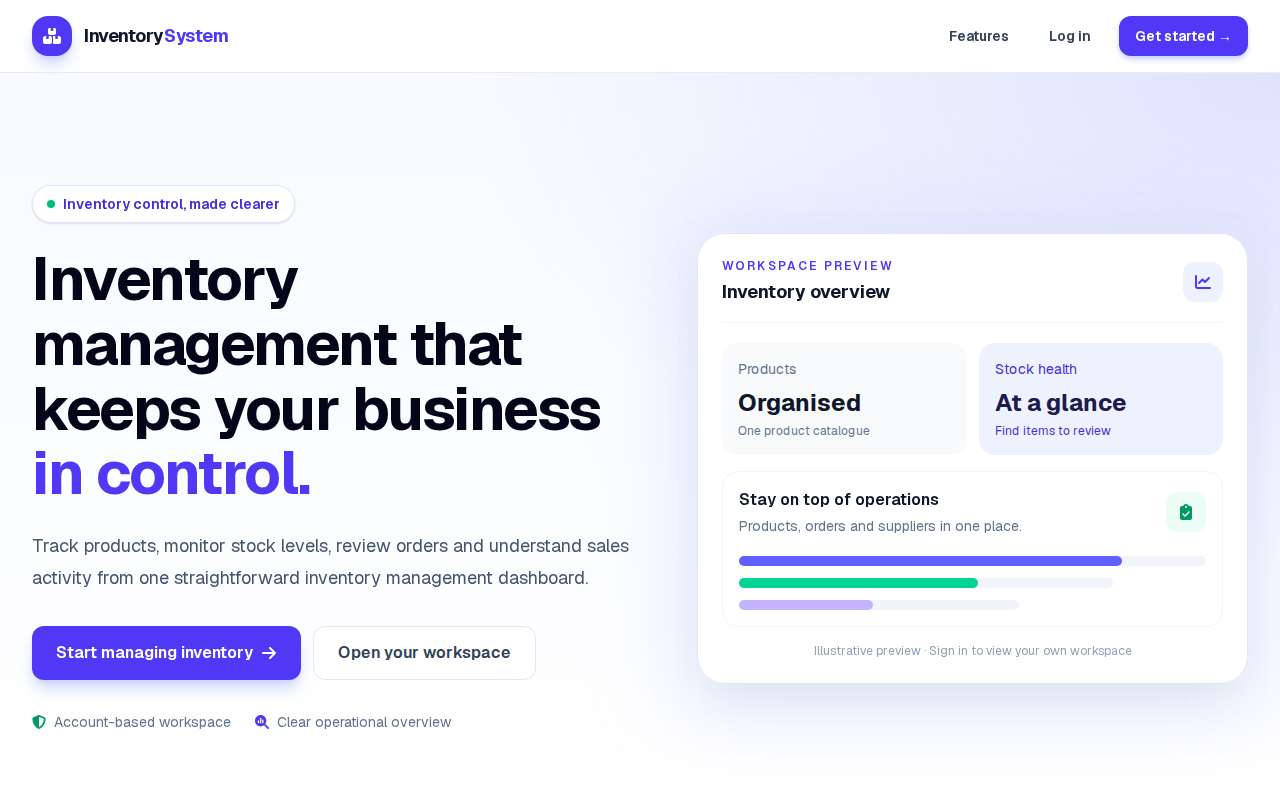 InventorySystem
Features
Log in
Get started →
Inventory control, made clearer
Inventory
management that
keeps your business
in control.
Track products, monitor stock levels, review orders and understand sales
activity from one straightforward inventory management dashboard.
Start managing inventory →
Open your workspace
Account-based workspace
Clear operational overview
WORKSPACE PREVIEW
Inventory overview
Products
Organised
One product catalogue
Stock health
At a glance
Find items to review
Stay on top of operations
Products, orders and suppliers in one place.
Illustrative preview · Sign in to view your own workspace